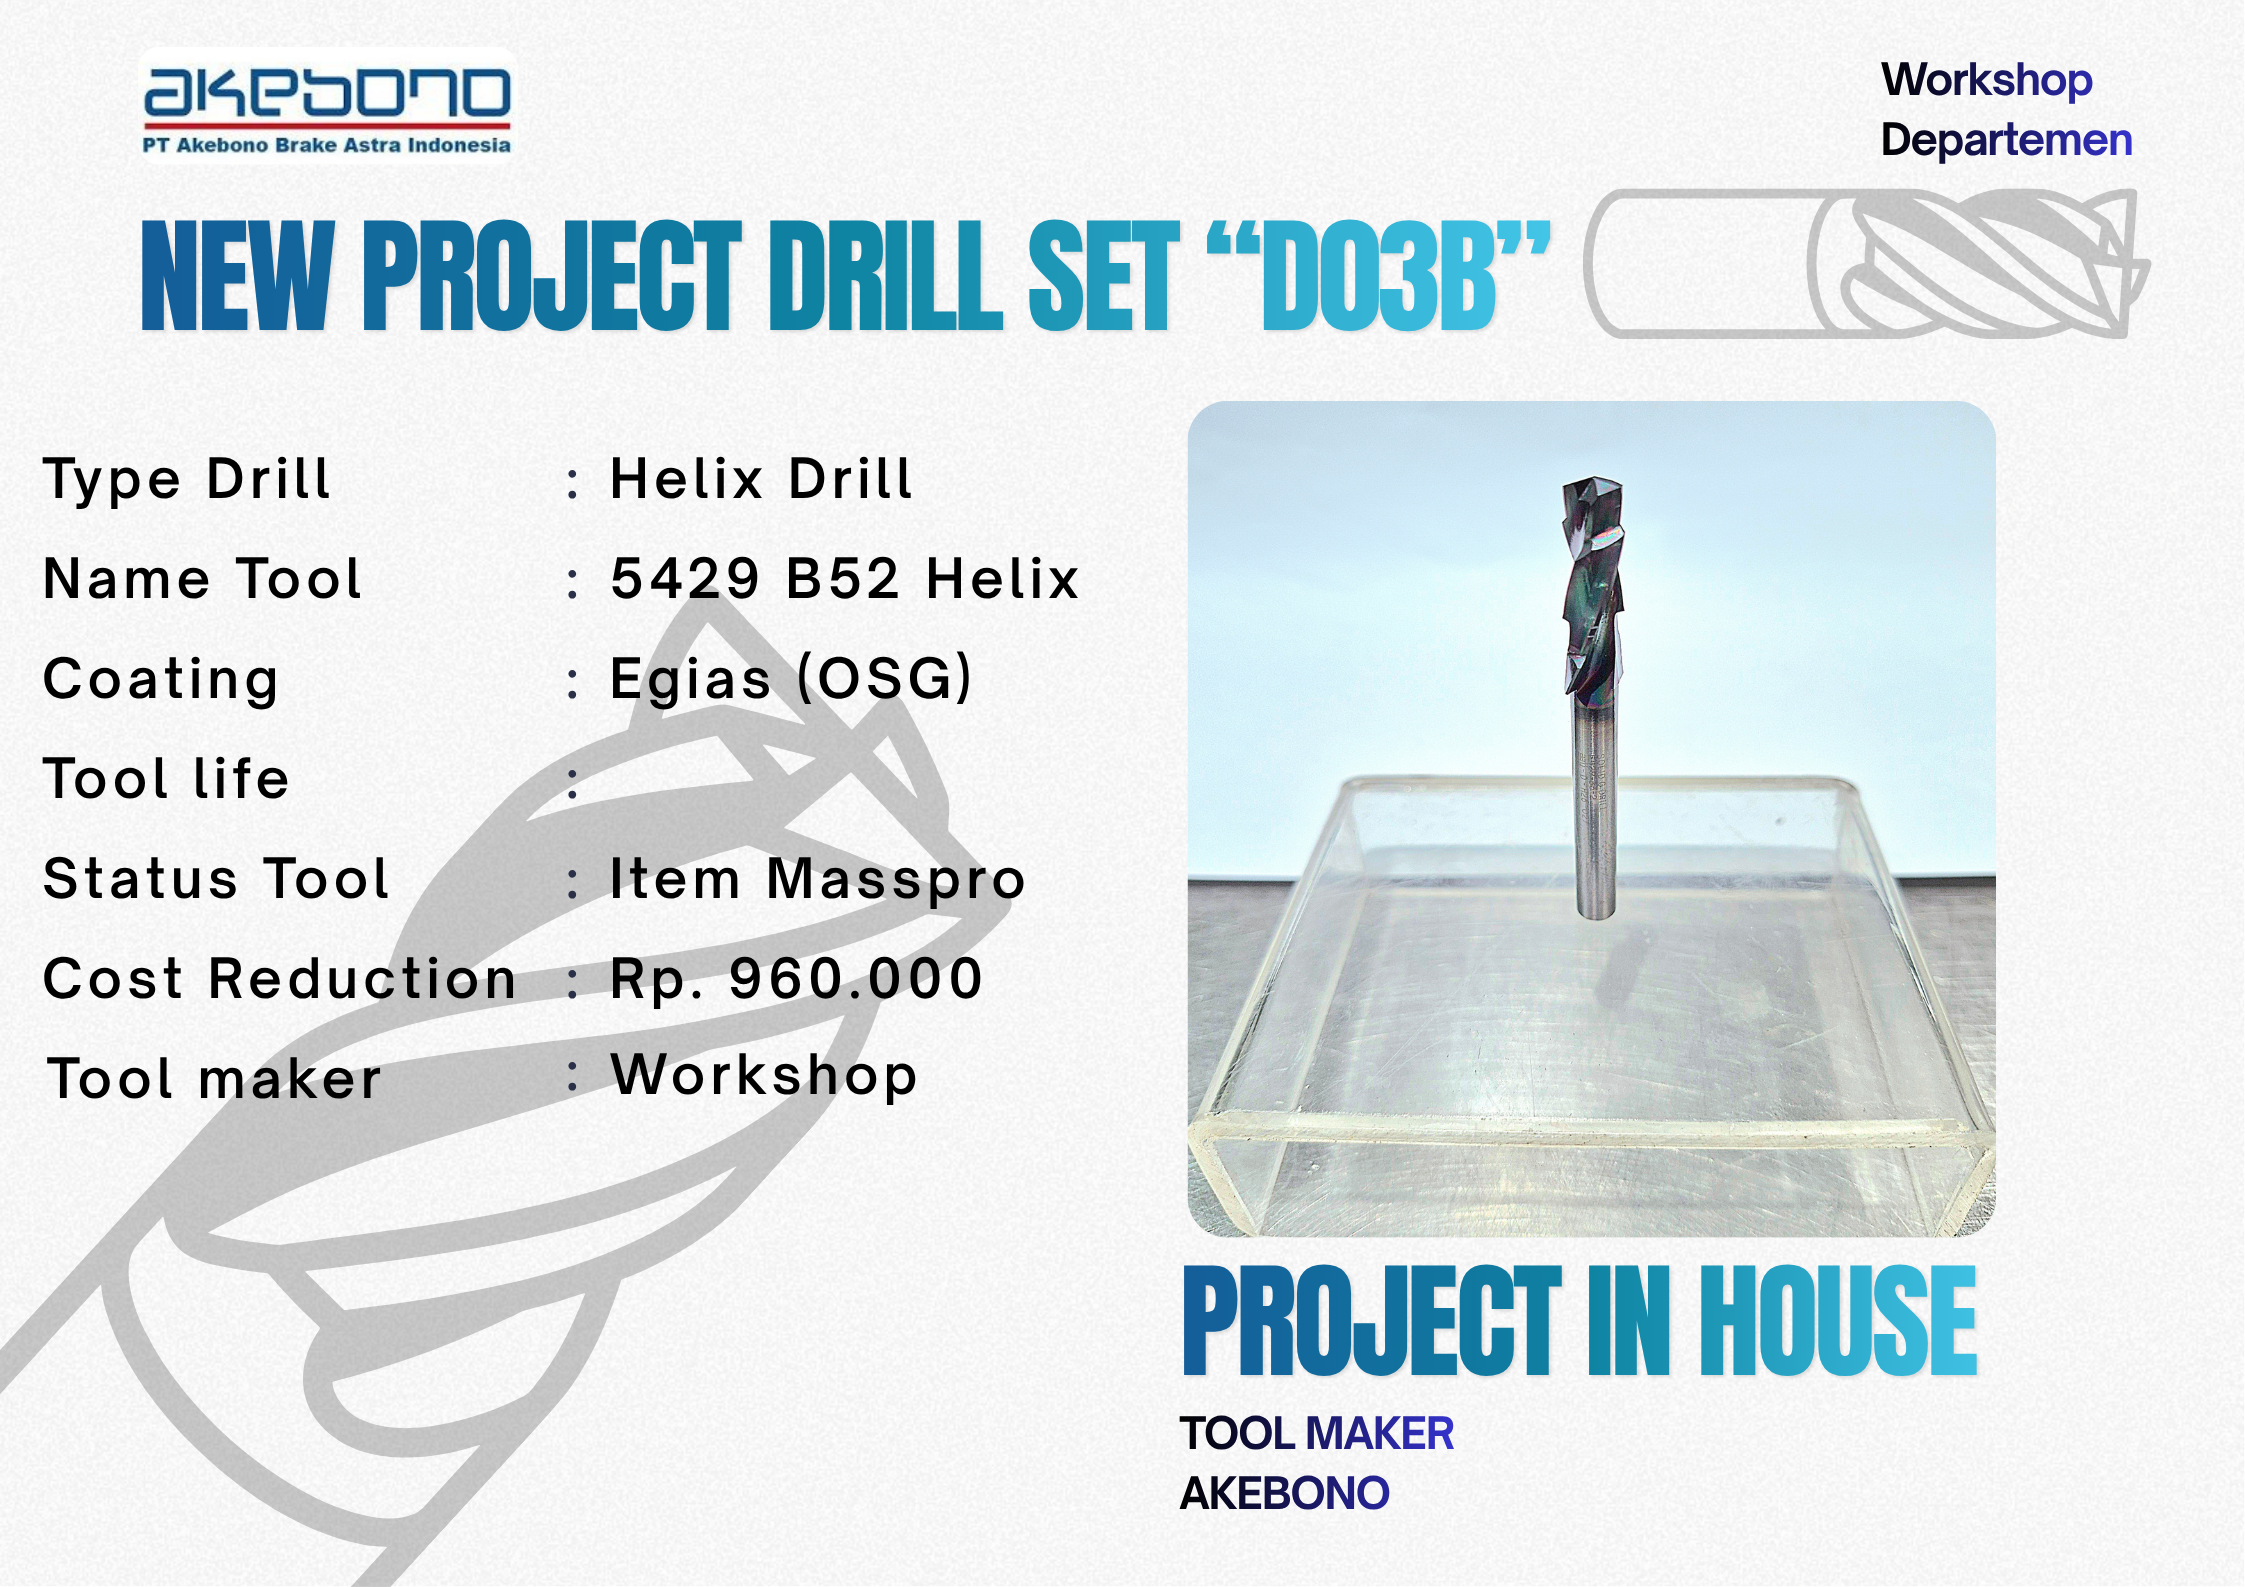 akebono
PT Akebono Brake Astra Indonesia
Workshop
Departemen
NEW PROJECT DRILL SET “D03B”
Type Drill : Helix Drill
Name Tool : 5429 B52 Helix
Coating : Egias (OSG)
Tool life :
Status Tool : Item Masspro
Cost Reduction : Rp. 960.000
Tool maker : Workshop
PROJECT IN HOUSE
TOOL MAKER
AKEBONO